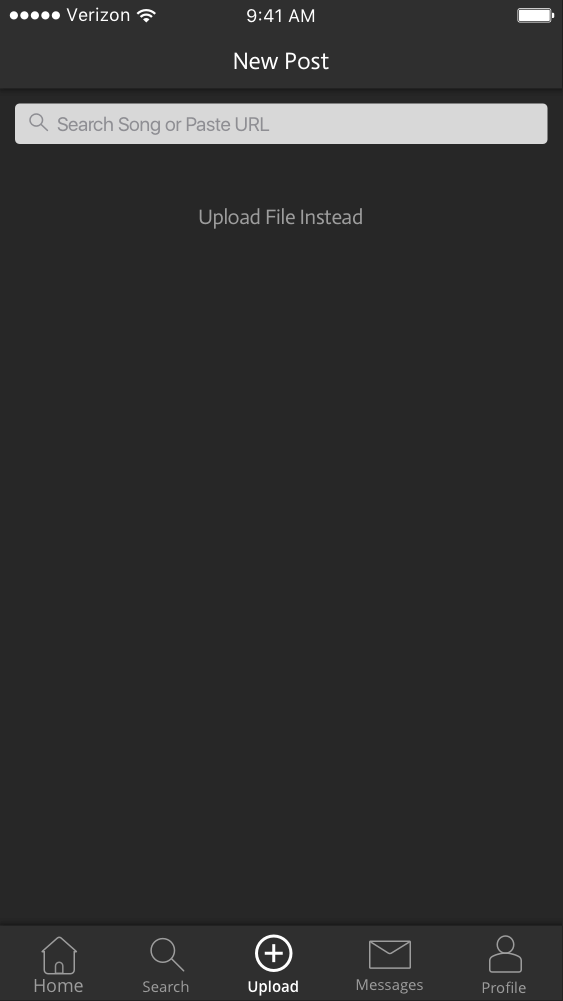 Verizon 9:41 AM
New Post
Search Song or Paste URL
Upload File Instead
Home Search Upload Messages Profile